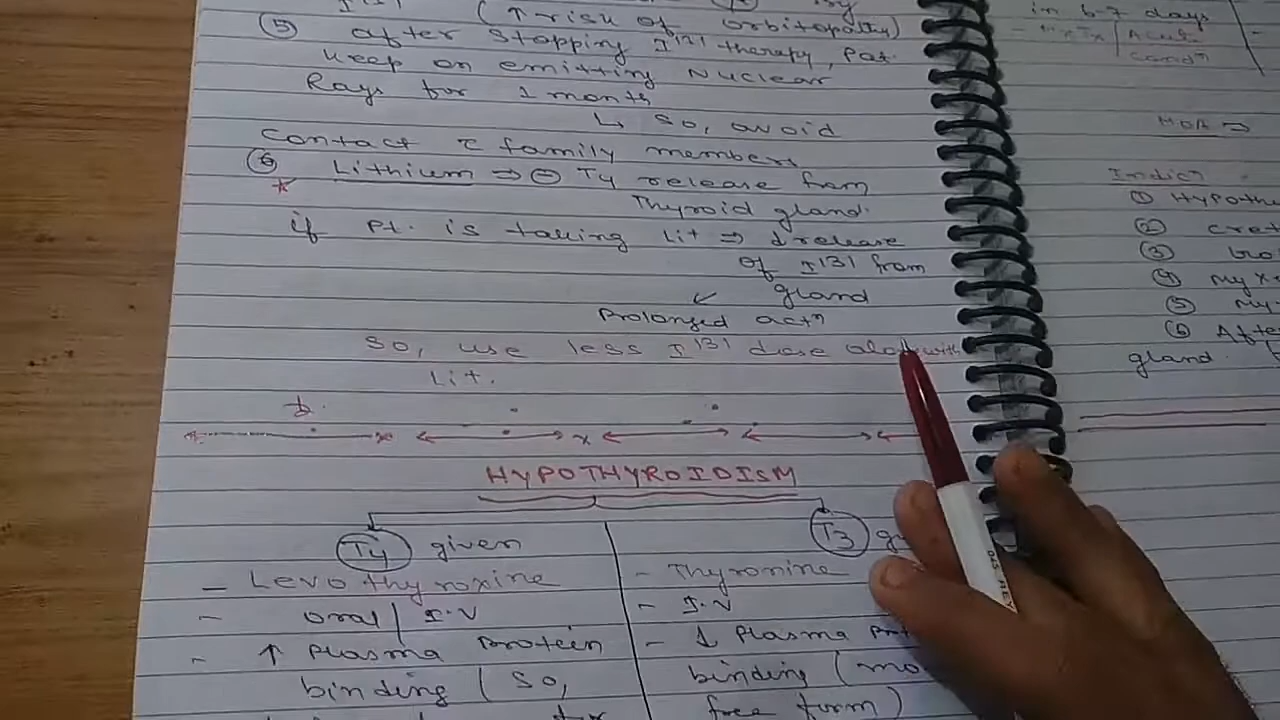 I131 (↑ risk of orbitopathy)
⑤ after stopping I131 therapy, Pat.
keep on emitting Nuclear
Rays for 1 month
↳ so, avoid
contact c̄ family members
⑥ Lithium ⇒ ⊖ T4 release from
Thyroid gland.
if Pt. is taking Lit ⇒ ↓ release
of I131 from
gland
↙
Prolonged actn
so, use less I131 dose along with
Lit.
HYPOTHYROIDISM
T4 given
- Levothyroxine
- oral / I.V
- ↑ Plasma Protein
binding (so,
T3
- Thyronine
- I.V
- ↓ Plasma
binding
free form)
in 6-7 days
Acute
condn
MOA ⇒
Indicn
①
②
③
④
⑤
⑥
gland